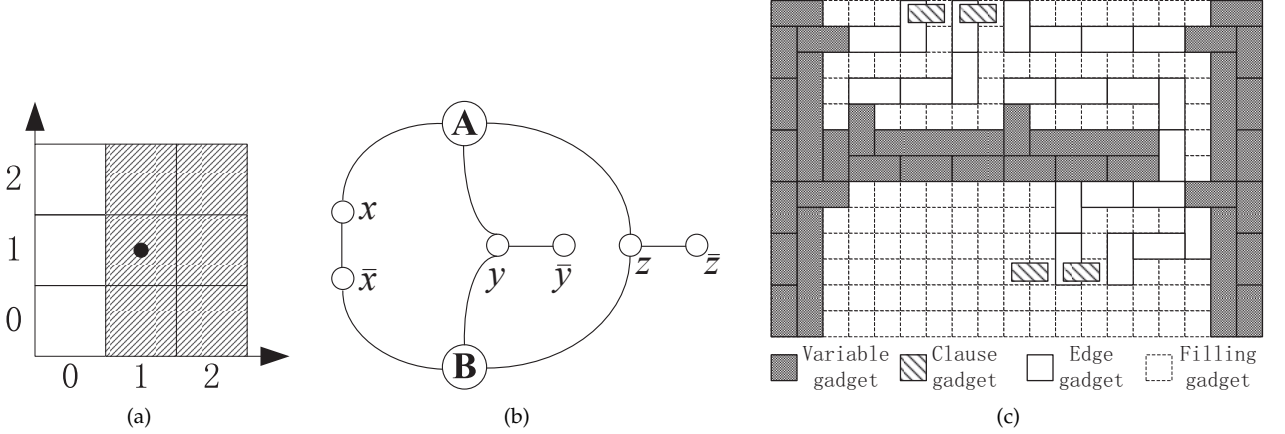 2
1
0
0 1 2
(a)
A
x
x̄
y ȳ
z z̄
B
(b)
Variable gadget
Clause gadget
Edge gadget
Filling gadget
(c)